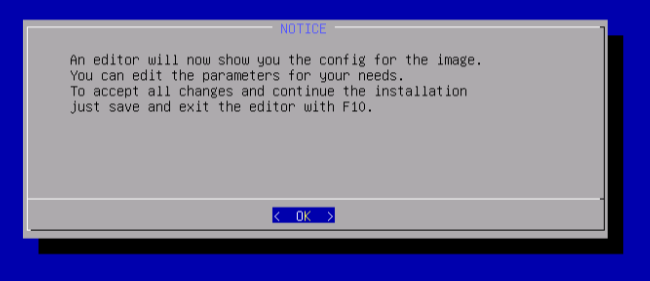 NOTICE
An editor will now show you the config for the image.
You can edit the parameters for your needs.
To accept all changes and continue the installation
just save and exit the editor with F10.
< OK >